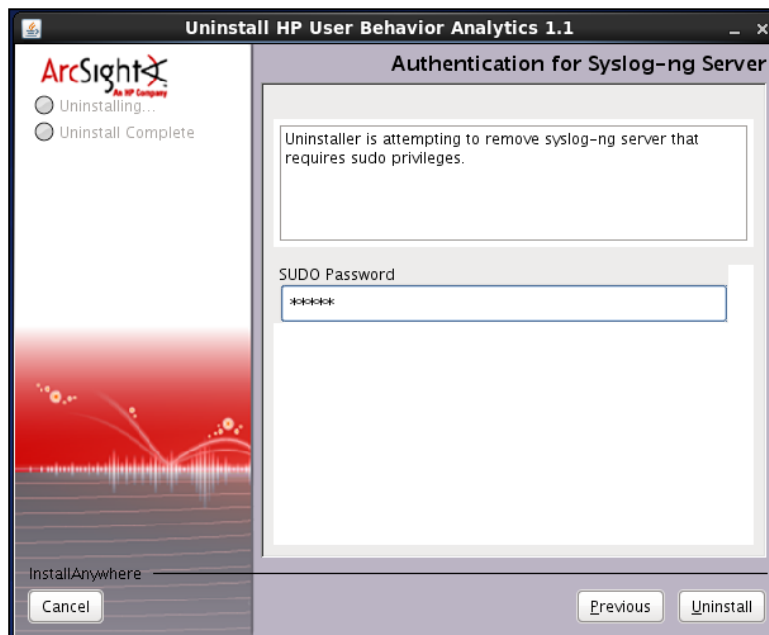 Uninstall HP User Behavior Analytics 1.1
ArcSight
An HP Company
Uninstalling...
Uninstall Complete
Authentication for Syslog-ng Server
Uninstaller is attempting to remove syslog-ng server that
requires sudo privileges.
SUDO Password
*****
InstallAnywhere
Cancel
Previous
Uninstall